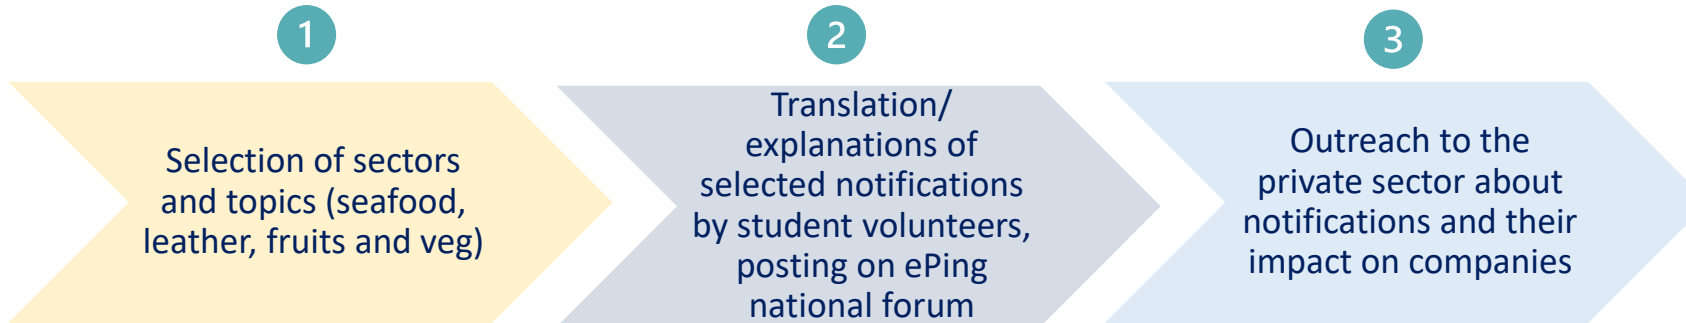 1
Selection of sectors
and topics (seafood,
leather, fruits and veg)
2
Translation/
explanations of
selected notifications
by student volunteers,
posting on ePing
national forum
3
Outreach to the
private sector about
notifications and their
impact on companies